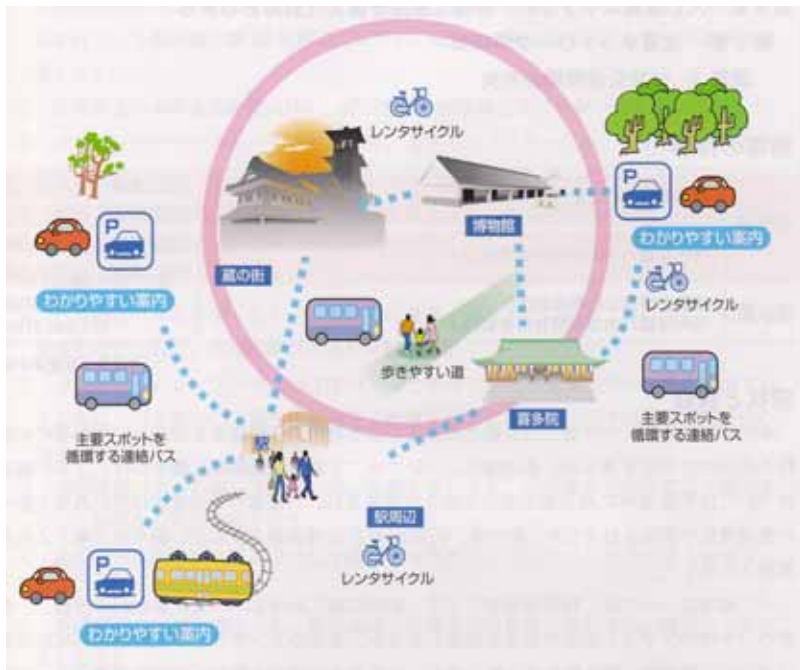 レンタサイクル
P
博物館
わかりやすい案内
P
蔵の街
レンタサイクル
わかりやすい案内
歩きやすい道
喜多院
主要スポットを
循環する連絡バス
主要スポットを
循環する連絡バス
駅
駅周辺
レンタサイクル
P
わかりやすい案内